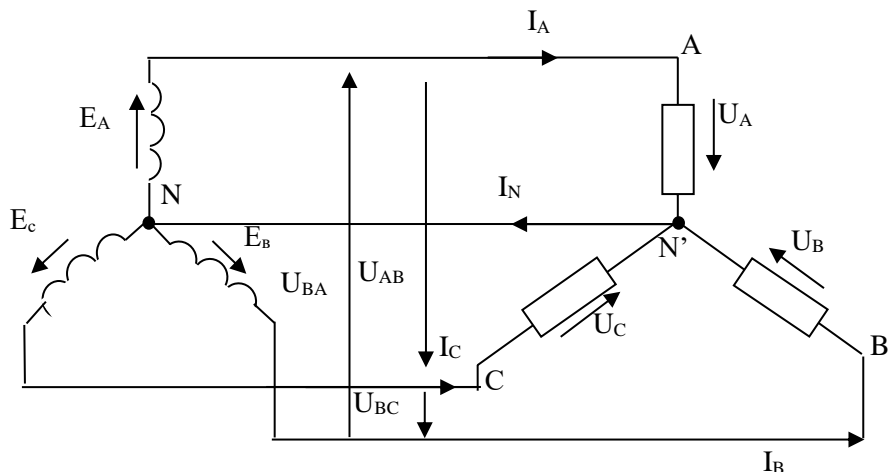 I_A
A
E_A
U_A
N
I_N
E_c
E_B
N’
U_B
U_BA
U_AB
U_C
I_C
B
C
U_BC
I_B